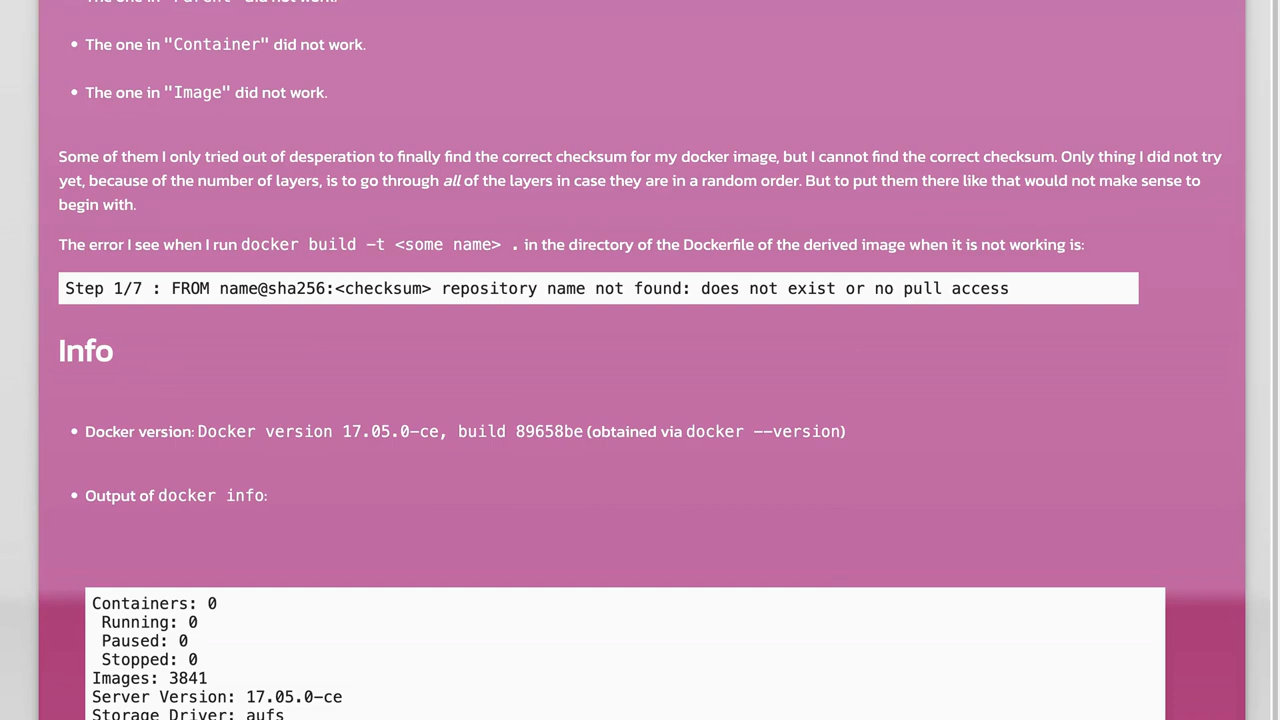 The one in "Parent" did not work.
The one in "Container" did not work.
The one in "Image" did not work.
Some of them I only tried out of desperation to finally find the correct checksum for my docker image, but I cannot find the correct checksum. Only thing I did not try
yet, because of the number of layers, is to go through all of the layers in case they are in a random order. But to put them there like that would not make sense to
begin with.
The error I see when I run docker build -t <some name> . in the directory of the Dockerfile of the derived image when it is not working is:
Step 1/7 : FROM name@sha256:<checksum> repository name not found: does not exist or no pull access
Info
Docker version: Docker version 17.05.0-ce, build 89658be (obtained via docker --version)
Output of docker info:
Containers: 0
Running: 0
Paused: 0
Stopped: 0
Images: 3841
Server Version: 17.05.0-ce
Storage Driver: aufs